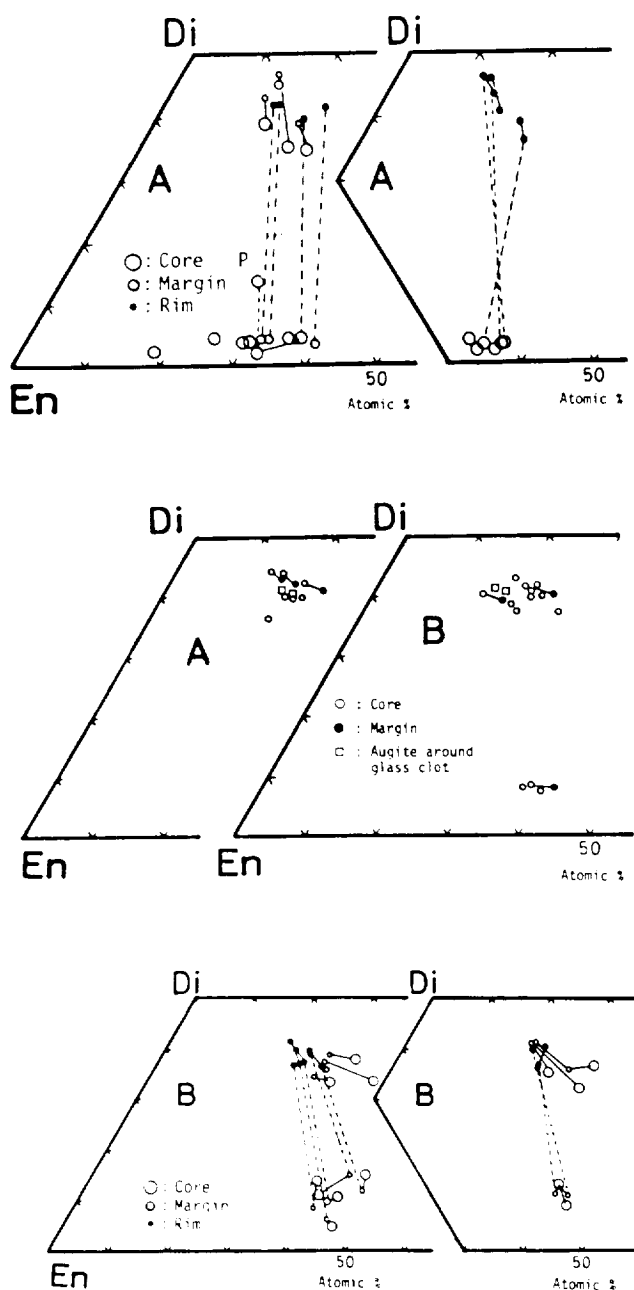 Di Di
A A
○: Core P
○: Margin
•: Rim
50 50
En Atomic % Atomic %
Di Di
A B
○ : Core
● : Margin
□ : Augite around
glass clot
50
En En Atomic %
Di Di
B B
○: Core
○: Margin
•: Rim
50 50
En Atomic % Atomic %